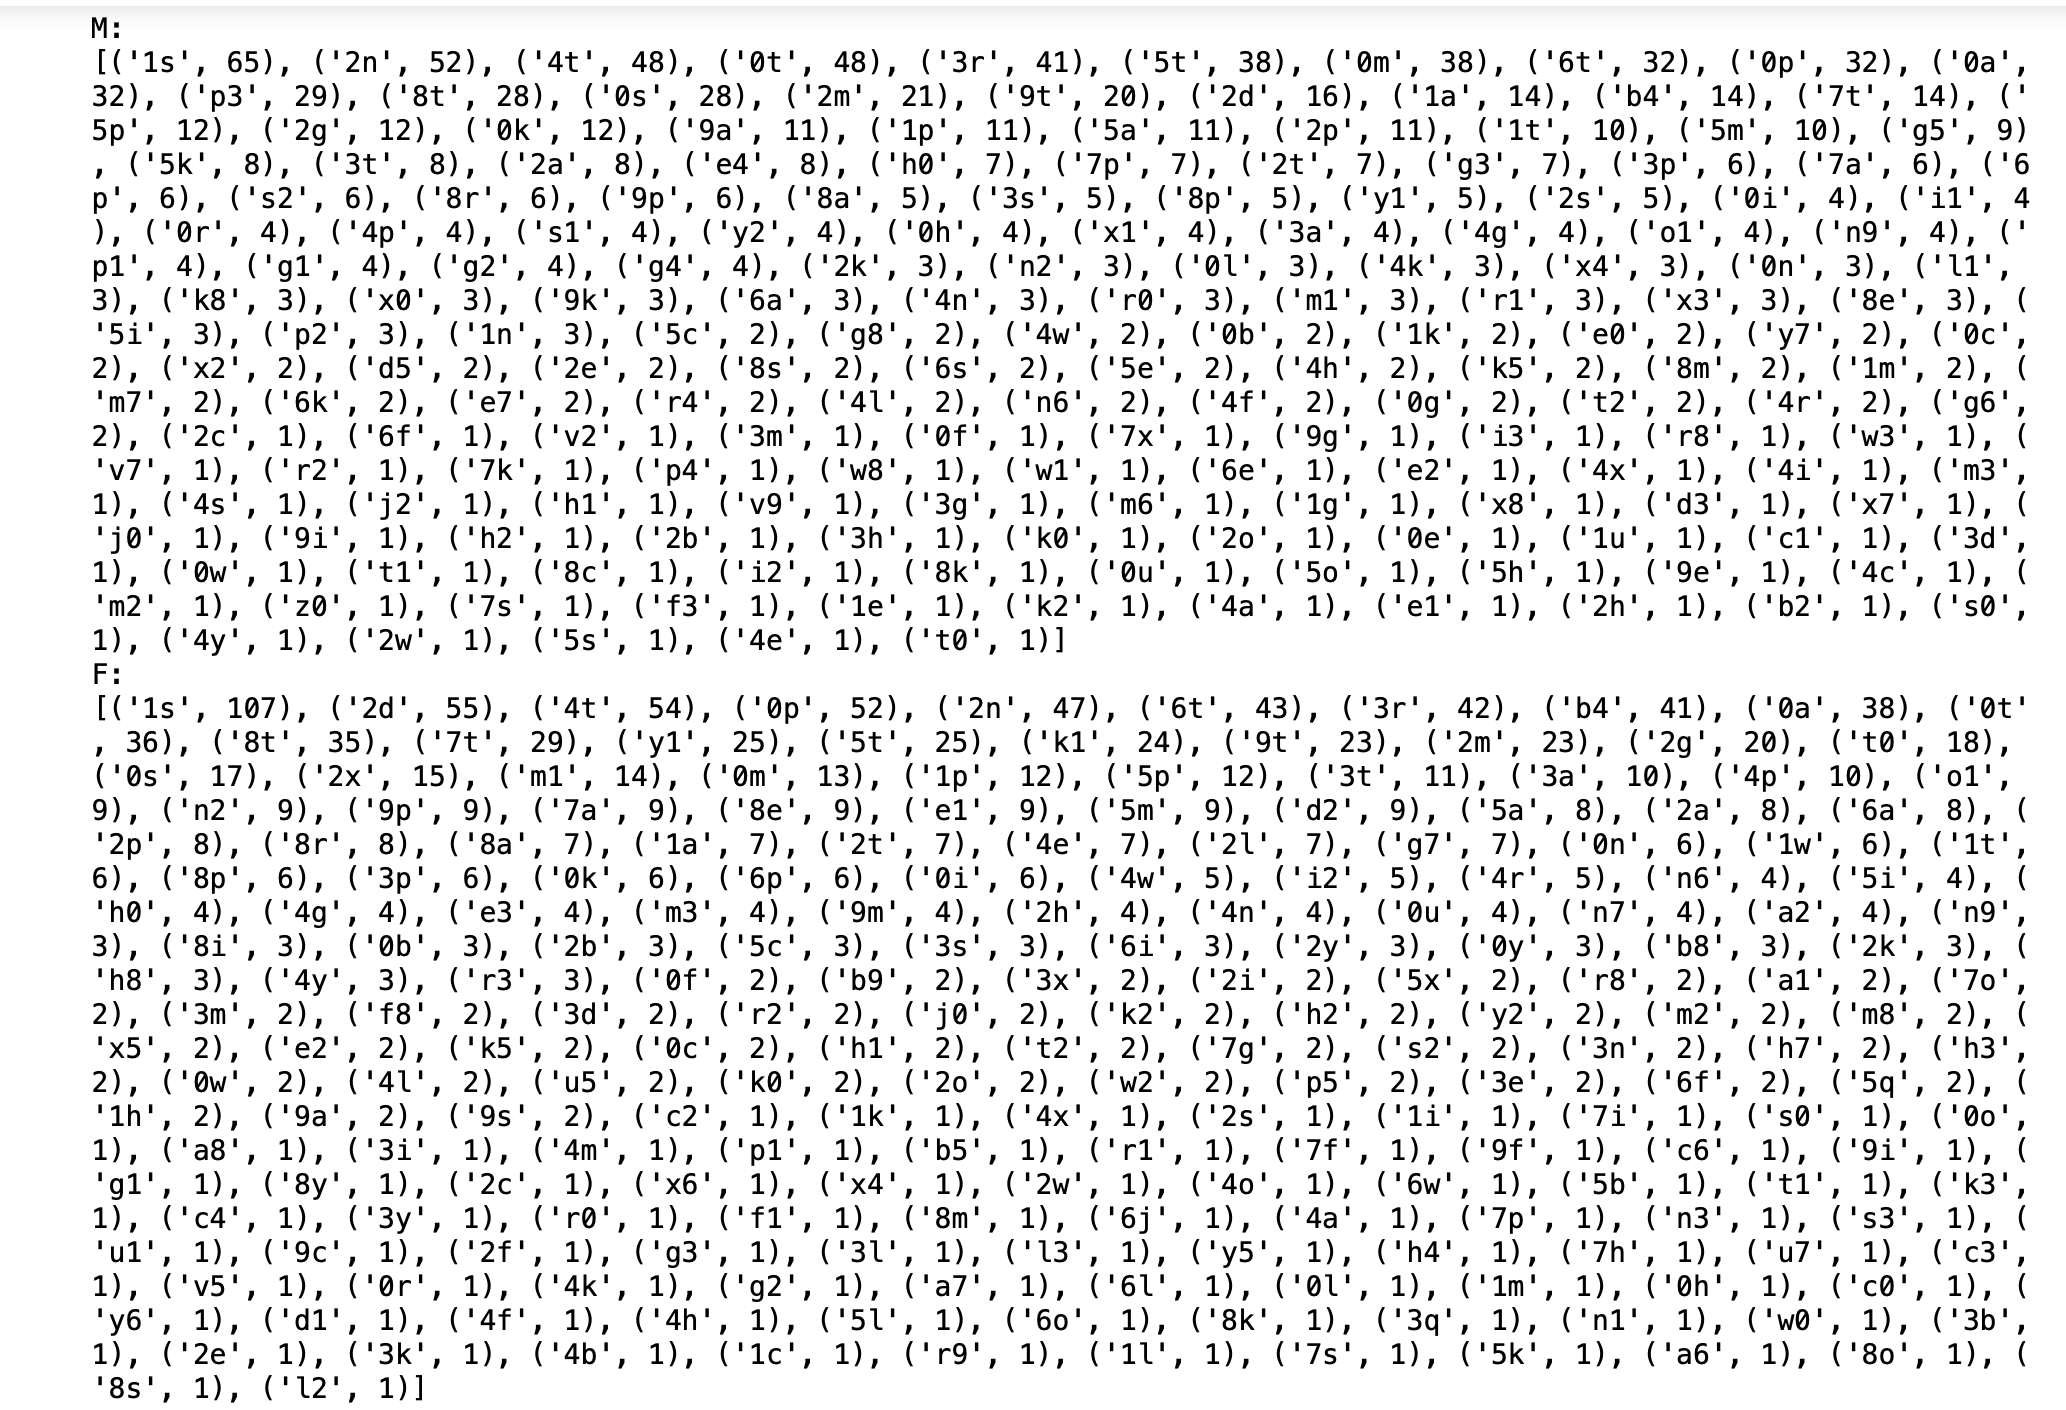 M:
[('1s', 65), ('2n', 52), ('4t', 48), ('0t', 48), ('3r', 41), ('5t', 38), ('0m', 38), ('6t', 32), ('0p', 32), ('0a',
32), ('p3', 29), ('8t', 28), ('0s', 28), ('2m', 21), ('9t', 20), ('2d', 16), ('1a', 14), ('b4', 14), ('7t', 14), ('
5p', 12), ('2g', 12), ('0k', 12), ('9a', 11), ('1p', 11), ('5a', 11), ('2p', 11), ('1t', 10), ('5m', 10), ('g5', 9)
, ('5k', 8), ('3t', 8), ('2a', 8), ('e4', 8), ('h0', 7), ('7p', 7), ('2t', 7), ('g3', 7), ('3p', 6), ('7a', 6), ('6
p', 6), ('s2', 6), ('8r', 6), ('9p', 6), ('8a', 5), ('3s', 5), ('8p', 5), ('y1', 5), ('2s', 5), ('0i', 4), ('i1', 4
), ('0r', 4), ('4p', 4), ('s1', 4), ('y2', 4), ('0h', 4), ('x1', 4), ('3a', 4), ('4g', 4), ('o1', 4), ('n9', 4), ('
p1', 4), ('g1', 4), ('g2', 4), ('g4', 4), ('2k', 3), ('n2', 3), ('0l', 3), ('4k', 3), ('x4', 3), ('0n', 3), ('l1',
3), ('k8', 3), ('x0', 3), ('9k', 3), ('6a', 3), ('4n', 3), ('r0', 3), ('m1', 3), ('r1', 3), ('x3', 3), ('8e', 3), (
'5i', 3), ('p2', 3), ('1n', 3), ('5c', 2), ('g8', 2), ('4w', 2), ('0b', 2), ('1k', 2), ('e0', 2), ('y7', 2), ('0c',
2), ('x2', 2), ('d5', 2), ('2e', 2), ('8s', 2), ('6s', 2), ('5e', 2), ('4h', 2), ('k5', 2), ('8m', 2), ('1m', 2), (
'm7', 2), ('6k', 2), ('e7', 2), ('r4', 2), ('4l', 2), ('n6', 2), ('4f', 2), ('0g', 2), ('t2', 2), ('4r', 2), ('g6',
2), ('2c', 1), ('6f', 1), ('v2', 1), ('3m', 1), ('0f', 1), ('7x', 1), ('9g', 1), ('i3', 1), ('r8', 1), ('w3', 1), (
'v7', 1), ('r2', 1), ('7k', 1), ('p4', 1), ('w8', 1), ('w1', 1), ('6e', 1), ('e2', 1), ('4x', 1), ('4i', 1), ('m3',
1), ('4s', 1), ('j2', 1), ('h1', 1), ('v9', 1), ('3g', 1), ('m6', 1), ('1g', 1), ('x8', 1), ('d3', 1), ('x7', 1), (
'j0', 1), ('9i', 1), ('h2', 1), ('2b', 1), ('3h', 1), ('k0', 1), ('2o', 1), ('0e', 1), ('1u', 1), ('c1', 1), ('3d',
1), ('0w', 1), ('t1', 1), ('8c', 1), ('i2', 1), ('8k', 1), ('0u', 1), ('5o', 1), ('5h', 1), ('9e', 1), ('4c', 1), (
'm2', 1), ('z0', 1), ('7s', 1), ('f3', 1), ('1e', 1), ('k2', 1), ('4a', 1), ('e1', 1), ('2h', 1), ('b2', 1), ('s0',
1), ('4y', 1), ('2w', 1), ('5s', 1), ('4e', 1), ('t0', 1)]
F:
[('1s', 107), ('2d', 55), ('4t', 54), ('0p', 52), ('2n', 47), ('6t', 43), ('3r', 42), ('b4', 41), ('0a', 38), ('0t'
, 36), ('8t', 35), ('7t', 29), ('y1', 25), ('5t', 25), ('k1', 24), ('9t', 23), ('2m', 23), ('2g', 20), ('t0', 18),
('0s', 17), ('2x', 15), ('m1', 14), ('0m', 13), ('1p', 12), ('5p', 12), ('3t', 11), ('3a', 10), ('4p', 10), ('o1',
9), ('n2', 9), ('9p', 9), ('7a', 9), ('8e', 9), ('e1', 9), ('5m', 9), ('d2', 9), ('5a', 8), ('2a', 8), ('6a', 8), (
'2p', 8), ('8r', 8), ('8a', 7), ('1a', 7), ('2t', 7), ('4e', 7), ('2l', 7), ('g7', 7), ('0n', 6), ('1w', 6), ('1t',
6), ('8p', 6), ('3p', 6), ('0k', 6), ('6p', 6), ('0i', 6), ('4w', 5), ('i2', 5), ('4r', 5), ('n6', 4), ('5i', 4), (
'h0', 4), ('4g', 4), ('e3', 4), ('m3', 4), ('9m', 4), ('2h', 4), ('4n', 4), ('0u', 4), ('n7', 4), ('a2', 4), ('n9',
3), ('8i', 3), ('0b', 3), ('2b', 3), ('5c', 3), ('3s', 3), ('6i', 3), ('2y', 3), ('0y', 3), ('b8', 3), ('2k', 3), (
'h8', 3), ('4y', 3), ('r3', 3), ('0f', 2), ('b9', 2), ('3x', 2), ('2i', 2), ('5x', 2), ('r8', 2), ('a1', 2), ('7o',
2), ('3m', 2), ('f8', 2), ('3d', 2), ('r2', 2), ('j0', 2), ('k2', 2), ('h2', 2), ('y2', 2), ('m2', 2), ('m8', 2), (
'x5', 2), ('e2', 2), ('k5', 2), ('0c', 2), ('h1', 2), ('t2', 2), ('7g', 2), ('s2', 2), ('3n', 2), ('h7', 2), ('h3',
2), ('0w', 2), ('4l', 2), ('u5', 2), ('k0', 2), ('2o', 2), ('w2', 2), ('p5', 2), ('3e', 2), ('6f', 2), ('5q', 2), (
'1h', 2), ('9a', 2), ('9s', 2), ('c2', 1), ('1k', 1), ('4x', 1), ('2s', 1), ('1i', 1), ('7i', 1), ('s0', 1), ('0o',
1), ('a8', 1), ('3i', 1), ('4m', 1), ('p1', 1), ('b5', 1), ('r1', 1), ('7f', 1), ('9f', 1), ('c6', 1), ('9i', 1), (
'g1', 1), ('8y', 1), ('2c', 1), ('x6', 1), ('x4', 1), ('2w', 1), ('4o', 1), ('6w', 1), ('5b', 1), ('t1', 1), ('k3',
1), ('c4', 1), ('3y', 1), ('r0', 1), ('f1', 1), ('8m', 1), ('6j', 1), ('4a', 1), ('7p', 1), ('n3', 1), ('s3', 1), (
'u1', 1), ('9c', 1), ('2f', 1), ('g3', 1), ('3l', 1), ('l3', 1), ('y5', 1), ('h4', 1), ('7h', 1), ('u7', 1), ('c3',
1), ('v5', 1), ('0r', 1), ('4k', 1), ('g2', 1), ('a7', 1), ('6l', 1), ('0l', 1), ('1m', 1), ('0h', 1), ('c0', 1), (
'y6', 1), ('d1', 1), ('4f', 1), ('4h', 1), ('5l', 1), ('6o', 1), ('8k', 1), ('3q', 1), ('n1', 1), ('w0', 1), ('3b',
1), ('2e', 1), ('3k', 1), ('4b', 1), ('1c', 1), ('r9', 1), ('1l', 1), ('7s', 1), ('5k', 1), ('a6', 1), ('8o', 1), (
'8s', 1), ('l2', 1)]